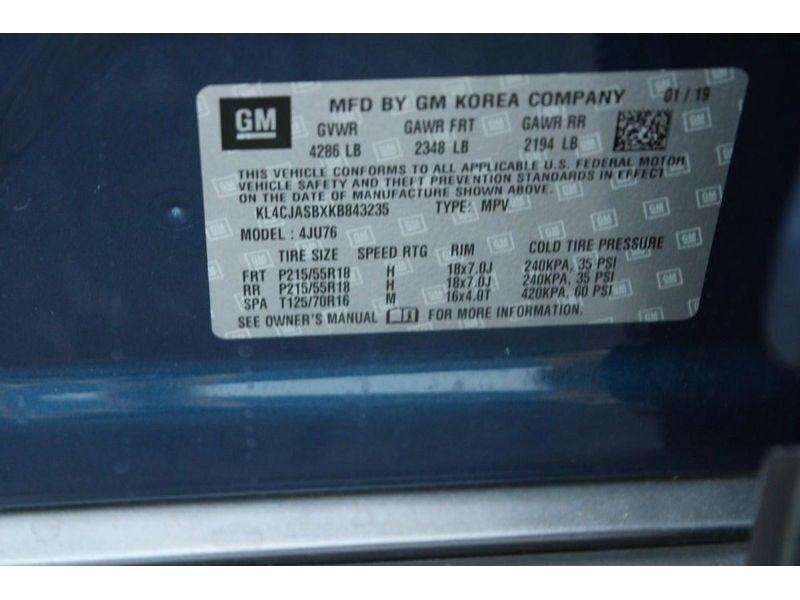 GM MFD BY GM KOREA COMPANY 01/19
GVWR GAWR FRT GAWR RR
4286 LB 2348 LB 2194 LB
THIS VEHICLE CONFORMS TO ALL APPLICABLE U.S. FEDERAL MOTOR
VEHICLE SAFETY AND THEFT PREVENTION STANDARDS IN EFFECT
ON THE DATE OF MANUFACTURE SHOWN ABOVE.
KL4CJASBXKB843235 TYPE: MPV
MODEL: 4JU76
TIRE SIZE SPEED RTG RIM COLD TIRE PRESSURE
FRT P215/55R18 H 18x7.0J 240KPA, 35 PSI
RR P215/55R18 H 18x7.0J 240KPA, 35 PSI
SPA T125/70R16 M 16x4.0T 420KPA, 60 PSI
SEE OWNER'S MANUAL FOR MORE INFORMATION.